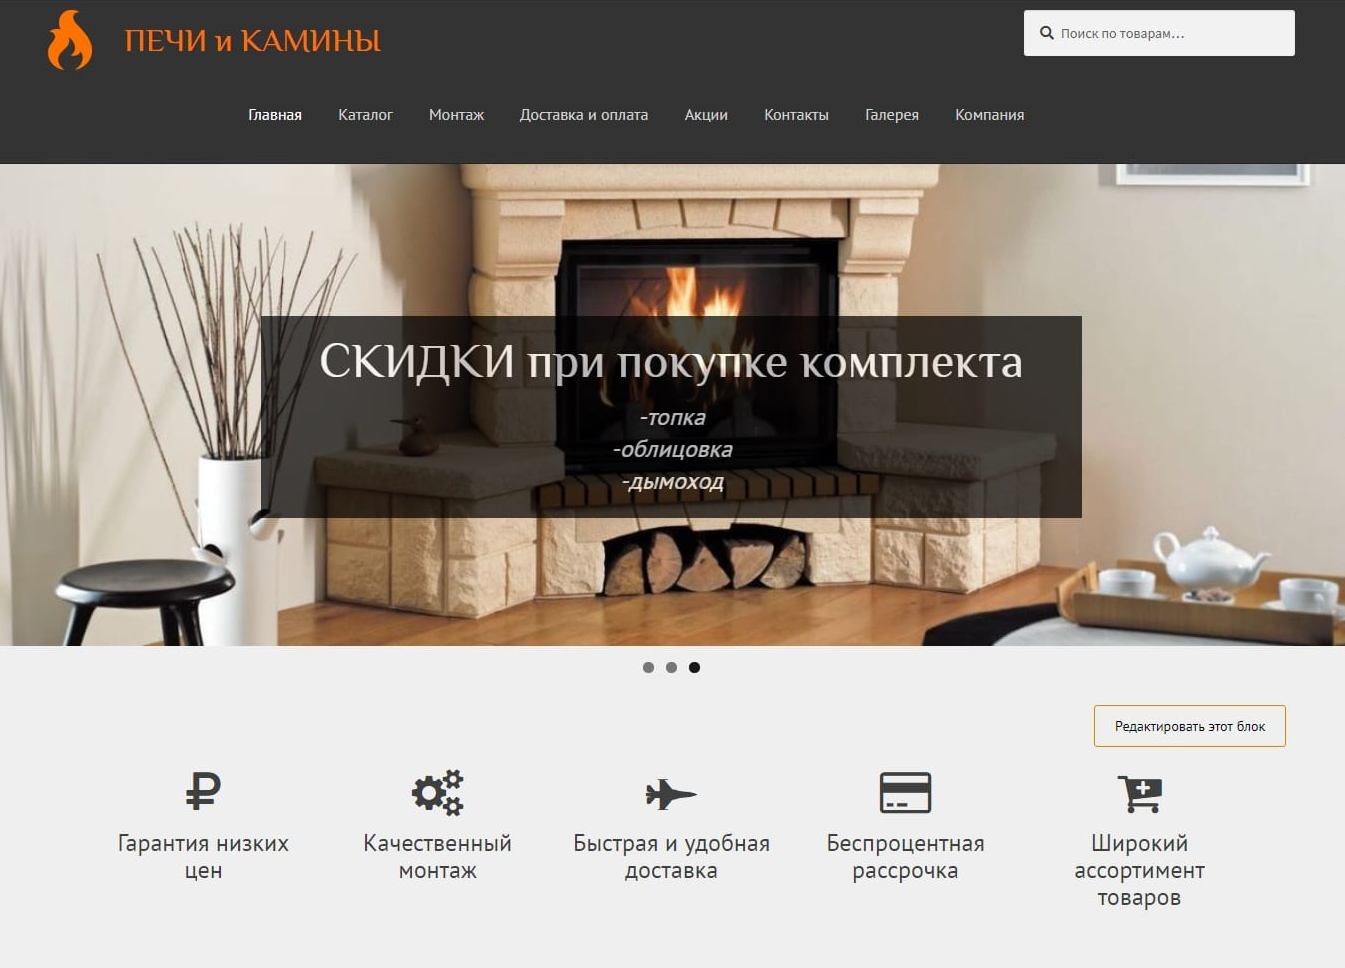 ПЕЧИ и КАМИНЫ
Поиск по товарам…
Главная Каталог Монтаж Доставка и оплата Акции Контакты Галерея Компания
СКИДКИ при покупке комплекта
-топка
-облицовка
-дымоход
Редактировать этот блок
Гарантия низких
цен
Качественный
монтаж
Быстрая и удобная
доставка
Беспроцентная
рассрочка
Широкий
ассортимент
товаров